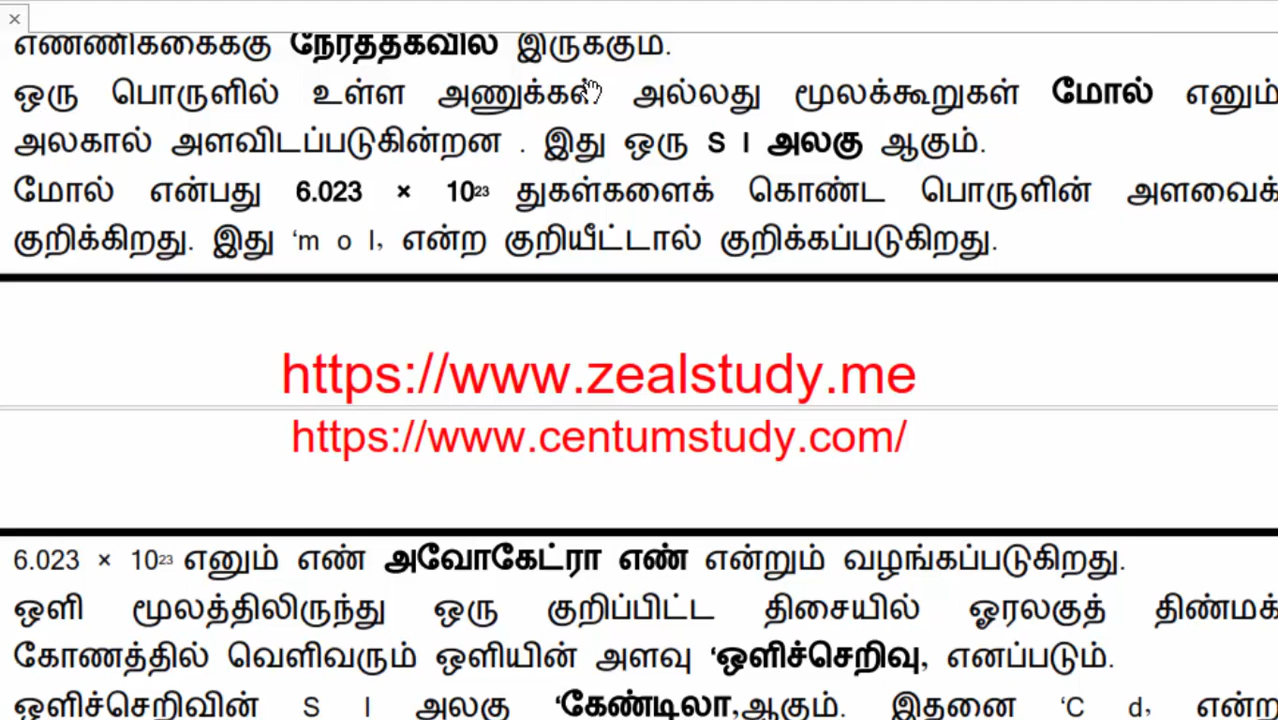 எண்ணிக்கைக்கு நேர்த்தகவில் இருக்கும்.
ஒரு பொருளில் உள்ள அணுக்கள் அல்லது மூலக்கூறுகள் மோல் எனும்
அலகால் அளவிடப்படுகின்றன . இது ஒரு S I அலகு ஆகும்.
மோல் என்பது 6.023 × 10²³ துகள்களைக் கொண்ட பொருளின் அளவைக்
குறிக்கிறது. இது ‘m o l, என்ற குறியீட்டால் குறிக்கப்படுகிறது.
https://www.zealstudy.me
https://www.centumstudy.com/
6.023 × 10²³ எனும் எண் அவோகேட்ரா எண் என்றும் வழங்கப்படுகிறது.
ஒளி மூலத்திலிருந்து ஒரு குறிப்பிட்ட திசையில் ஓரலகுத் திண்மக்
கோணத்தில் வெளிவரும் ஒளியின் அளவு ‘ஒளிச்செறிவு, எனப்படும்.
ஒளிச்செறிவின் S I அலகு ‘கேண்டிலா,ஆகும். இதனை ‘C d, என்ற